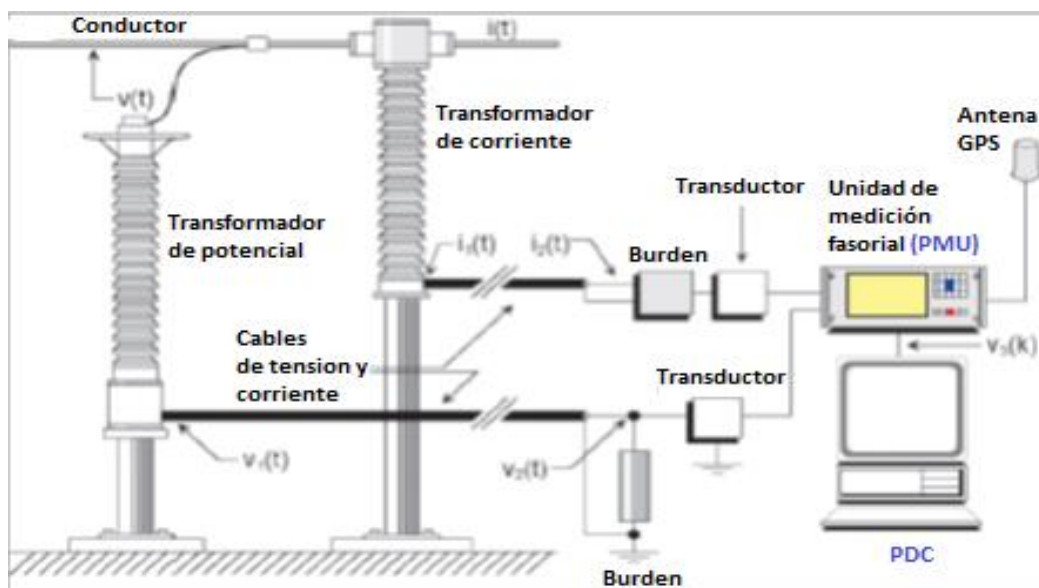 Conductor
i(t)
v(t)
Transformador
de corriente
Antena
GPS
Transductor
Unidad de
medición
fasorial (PMU)
Transformador
de potencial
i₁(t)
i₂(t)
Burden
Cables
de tension y
corriente
v₃(k)
Transductor
v₁(t)
v₂(t)
PDC
Burden